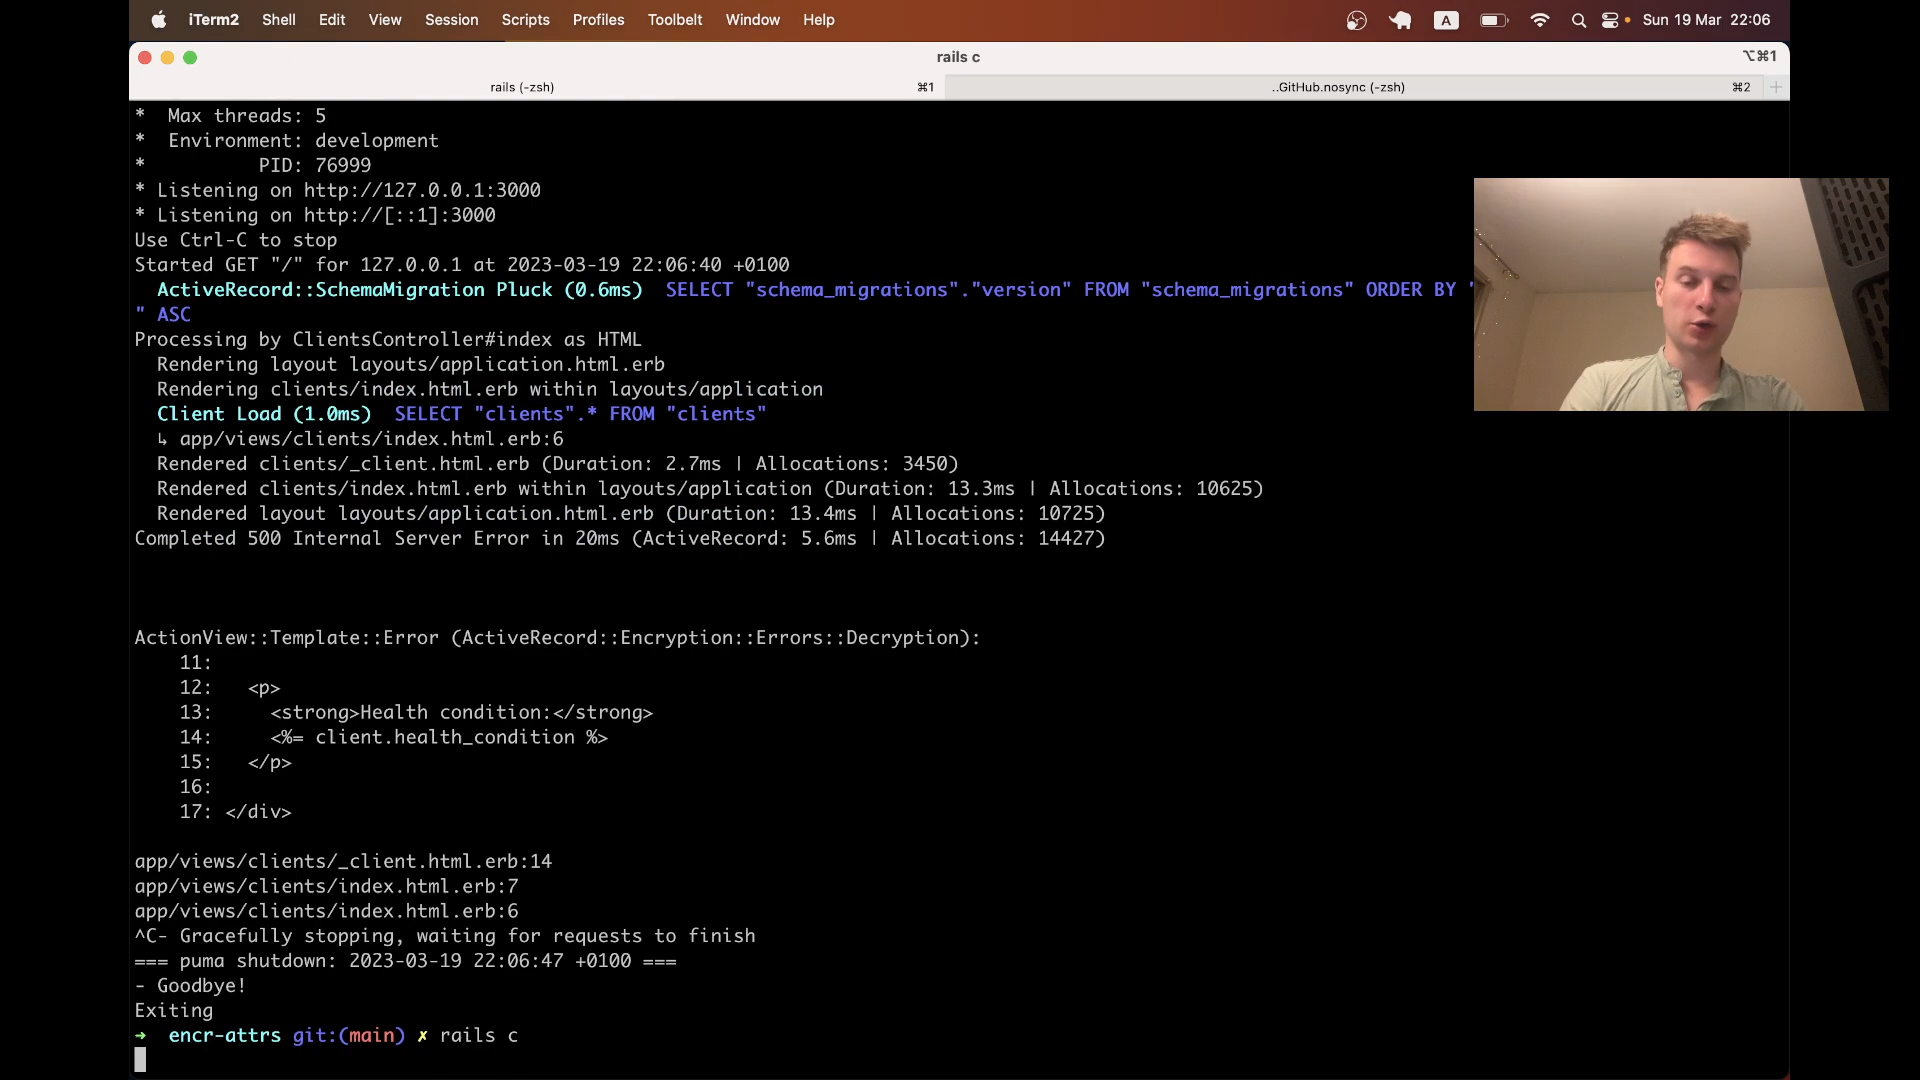 iTerm2 Shell Edit View Session Scripts Profiles Toolbelt Window Help A Sun 19 Mar 22:06
rails c ⌥⌘1
rails (-zsh) ⌘1 ..GitHub.nosync (-zsh) ⌘2 +
* Max threads: 5
* Environment: development
* PID: 76999
* Listening on http://127.0.0.1:3000
* Listening on http://[::1]:3000
Use Ctrl-C to stop
Started GET "/" for 127.0.0.1 at 2023-03-19 22:06:40 +0100
ActiveRecord::SchemaMigration Pluck (0.6ms) SELECT "schema_migrations"."version" FROM "schema_migrations" ORDER BY "
" ASC
Processing by ClientsController#index as HTML
Rendering layout layouts/application.html.erb
Rendering clients/index.html.erb within layouts/application
Client Load (1.0ms) SELECT "clients".* FROM "clients"
↳ app/views/clients/index.html.erb:6
Rendered clients/_client.html.erb (Duration: 2.7ms | Allocations: 3450)
Rendered clients/index.html.erb within layouts/application (Duration: 13.3ms | Allocations: 10625)
Rendered layout layouts/application.html.erb (Duration: 13.4ms | Allocations: 10725)
Completed 500 Internal Server Error in 20ms (ActiveRecord: 5.6ms | Allocations: 14427)
ActionView::Template::Error (ActiveRecord::Encryption::Errors::Decryption):
11:
12: <p>
13: <strong>Health condition:</strong>
14: <%= client.health_condition %>
15: </p>
16:
17: </div>
app/views/clients/_client.html.erb:14
app/views/clients/index.html.erb:7
app/views/clients/index.html.erb:6
^C- Gracefully stopping, waiting for requests to finish
=== puma shutdown: 2023-03-19 22:06:47 +0100 ===
- Goodbye!
Exiting
→ encr-attrs git:(main) ✗ rails c